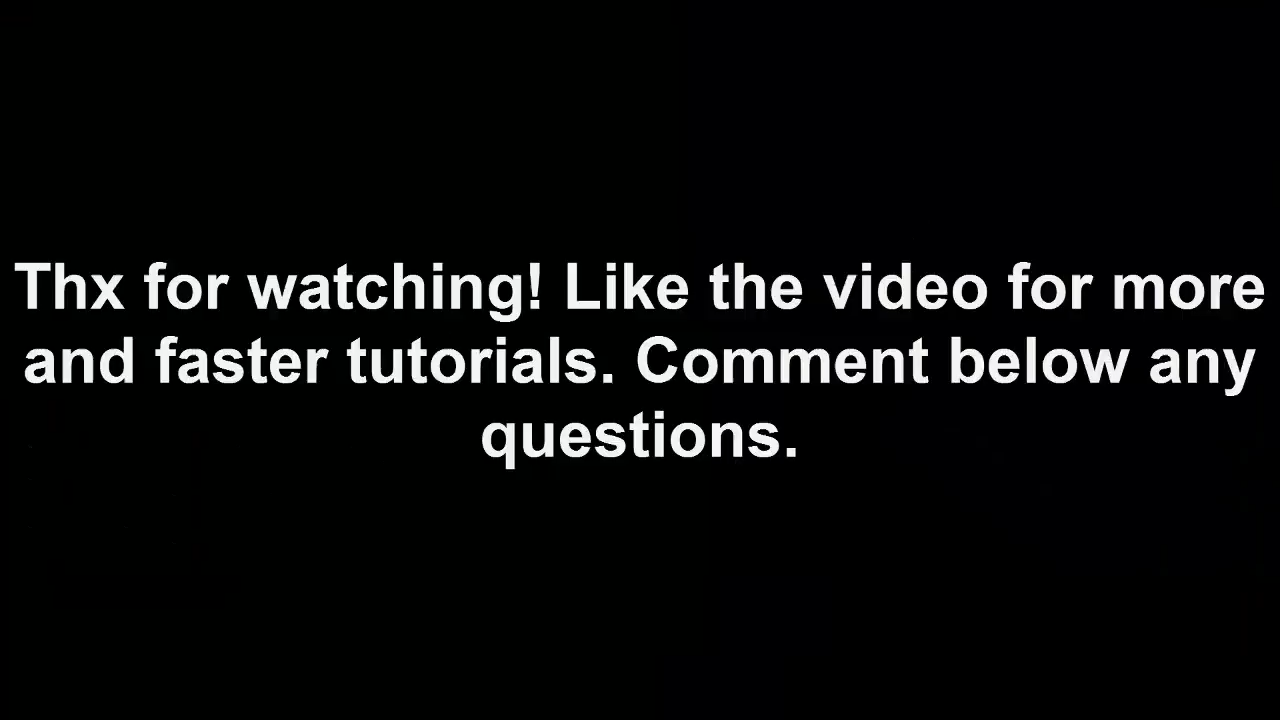 Thx for watching! Like the video for more
and faster tutorials. Comment below any
questions.